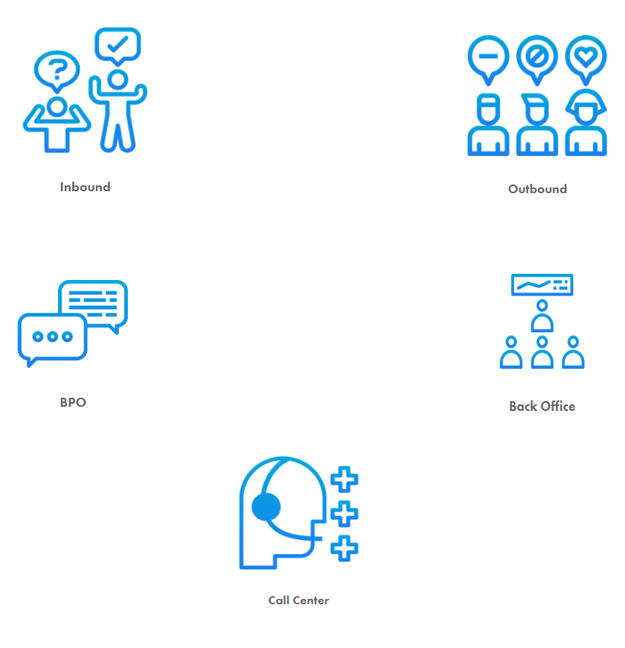 Inbound
Outbound
BPO
Back Office
Call Center